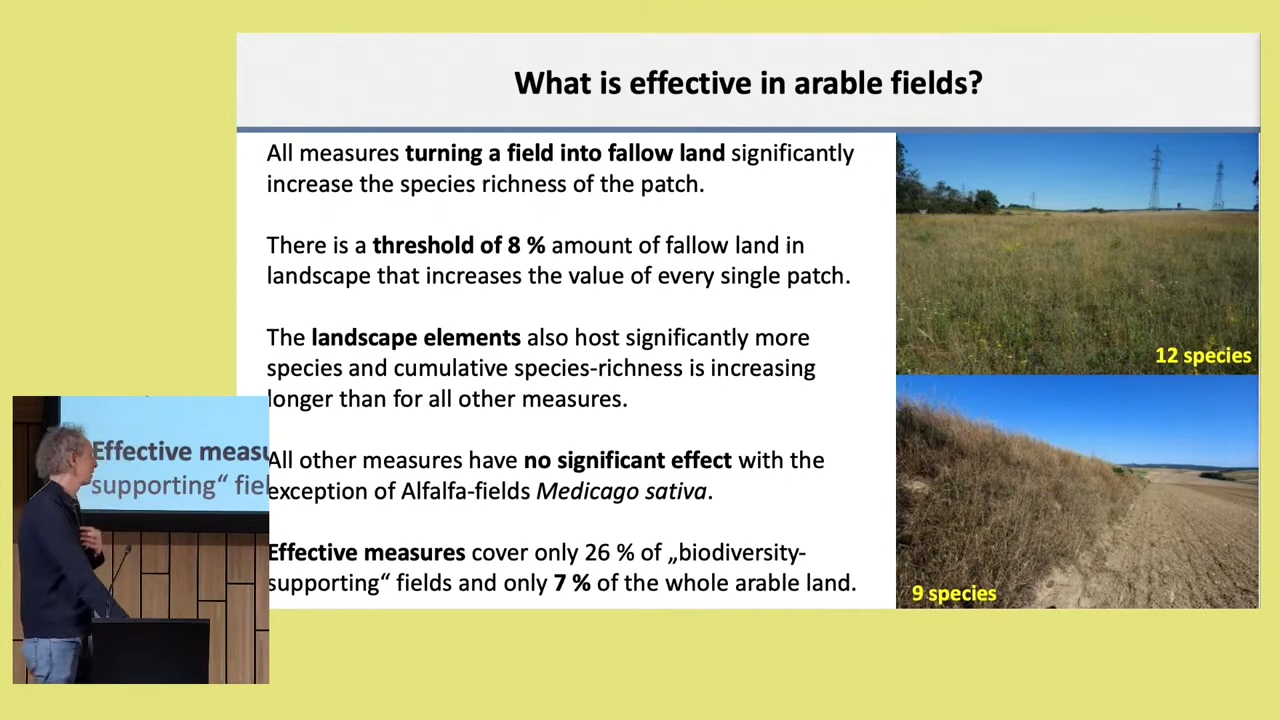 What is effective in arable fields?
All measures turning a field into fallow land significantly
increase the species richness of the patch.
There is a threshold of 8 % amount of fallow land in
landscape that increases the value of every single patch.
The landscape elements also host significantly more
species and cumulative species-richness is increasing
longer than for all other measures.
All other measures have no significant effect with the
exception of Alfalfa-fields Medicago sativa.
Effective measures cover only 26 % of „biodiversity-
supporting“ fields and only 7 % of the whole arable land.
12 species
9 species
Effective measu
supporting“ fiel